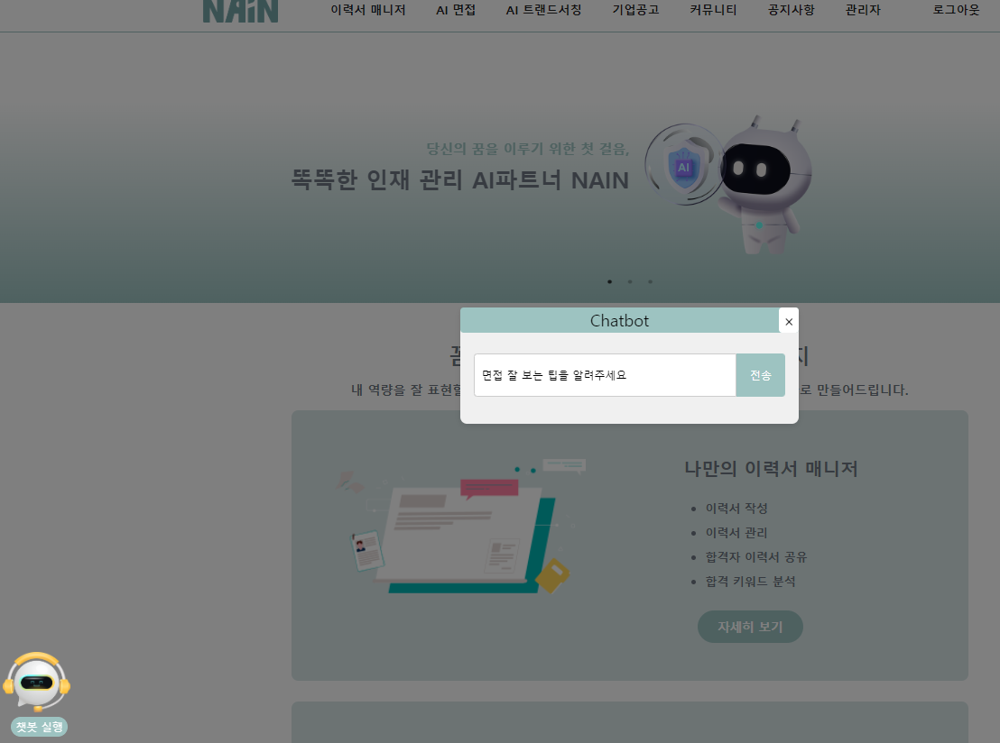 NAiN
이력서 매니저 AI 면접 AI 트랜드서칭 기업공고 커뮤니티 공지사항 관리자 로그아웃
당신의 꿈을 이루기 위한 첫 걸음,
똑똑한 인재 관리 AI파트너 NAIN
AI
Chatbot ×
면접 잘 보는 팁을 알려주세요 전송
내 역량을 잘 표현할 로 만들어드립니다.
나만의 이력서 매니저
이력서 작성
이력서 관리
합격자 이력서 공유
합격 키워드 분석
자세히 보기
챗봇 실행